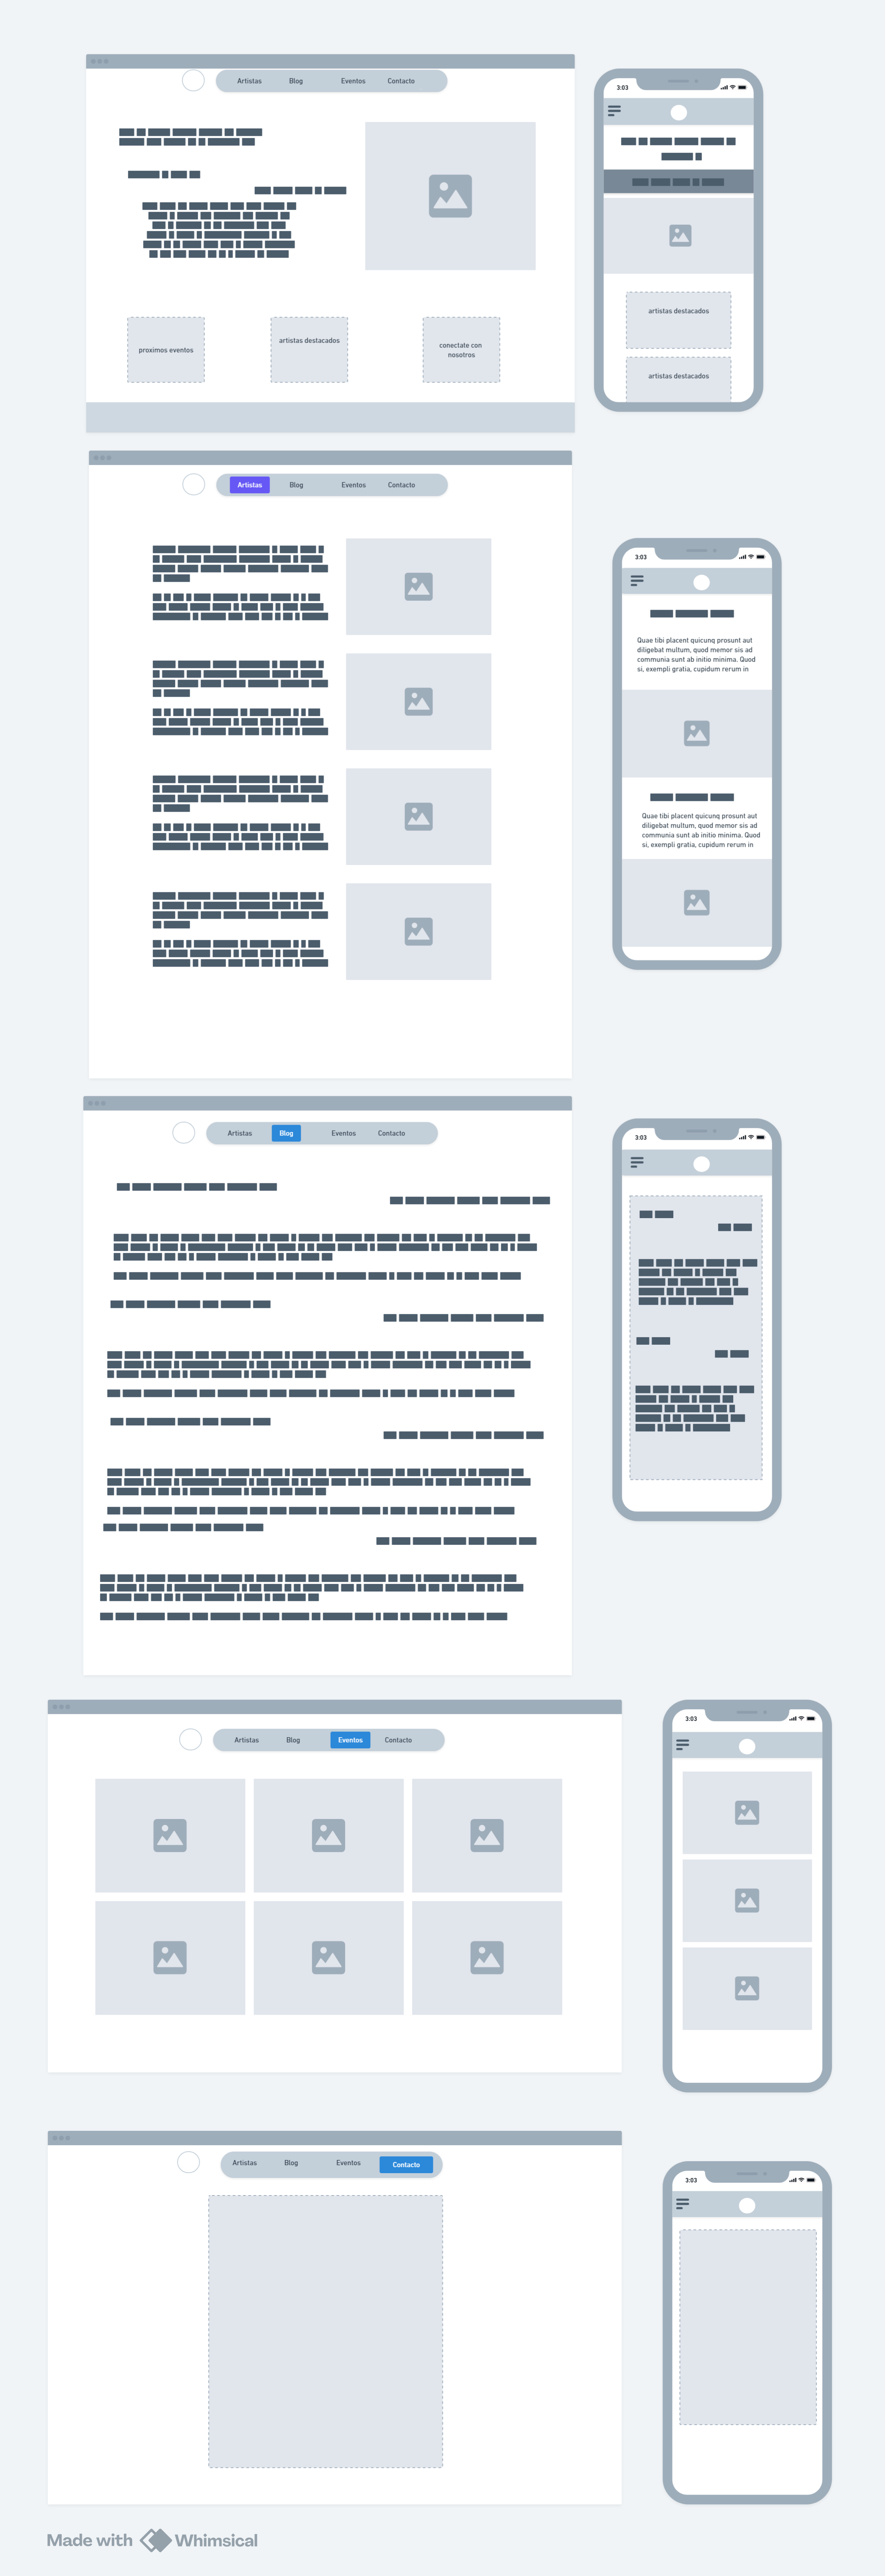 Artistas Blog Eventos Contacto
proximos eventos
artistas destacados
conectate con
nosotros
3:03
artistas destacados
artistas destacados
Artistas Blog Eventos Contacto
3:03
Quae tibi placent quicunq prosunt aut
diligebat multum, quod memor sis ad
communia sunt ab initio minima. Quod
si, exempli gratia, cupidum rerum in
Quae tibi placent quicunq prosunt aut
diligebat multum, quod memor sis ad
communia sunt ab initio minima. Quod
si, exempli gratia, cupidum rerum in
Artistas Blog Eventos Contacto
3:03
Artistas Blog Eventos Contacto
3:03
Artistas Blog Eventos Contacto
3:03
Made with Whimsical